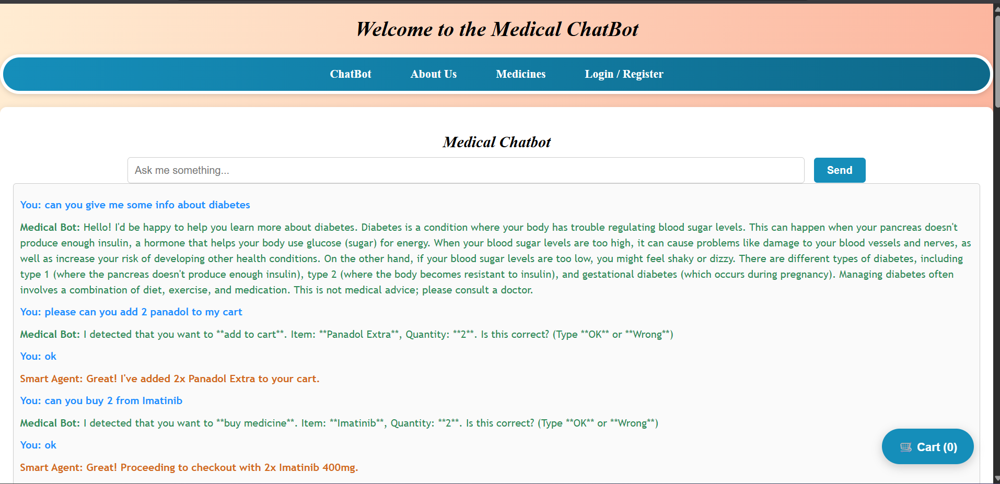 Welcome to the Medical ChatBot
ChatBot About Us Medicines Login / Register
Medical Chatbot
Ask me something... Send
You: can you give me some info about diabetes
Medical Bot: Hello! I'd be happy to help you learn more about diabetes. Diabetes is a condition where your body has trouble regulating blood sugar levels. This can happen when your pancreas doesn't
produce enough insulin, a hormone that helps your body use glucose (sugar) for energy. When your blood sugar levels are too high, it can cause problems like damage to your blood vessels and nerves, as
well as increase your risk of developing other health conditions. On the other hand, if your blood sugar levels are too low, you might feel shaky or dizzy. There are different types of diabetes, including
type 1 (where the pancreas doesn't produce enough insulin), type 2 (where the body becomes resistant to insulin), and gestational diabetes (which occurs during pregnancy). Managing diabetes often
involves a combination of diet, exercise, and medication. This is not medical advice; please consult a doctor.
You: please can you add 2 panadol to my cart
Medical Bot: I detected that you want to **add to cart**. Item: **Panadol Extra**, Quantity: **2**. Is this correct? (Type **OK** or **Wrong**)
You: ok
Smart Agent: Great! I've added 2x Panadol Extra to your cart.
You: can you buy 2 from Imatinib
Medical Bot: I detected that you want to **buy medicine**. Item: **Imatinib**, Quantity: **2**. Is this correct? (Type **OK** or **Wrong**)
You: ok
Smart Agent: Great! Proceeding to checkout with 2x Imatinib 400mg.
Cart (0)